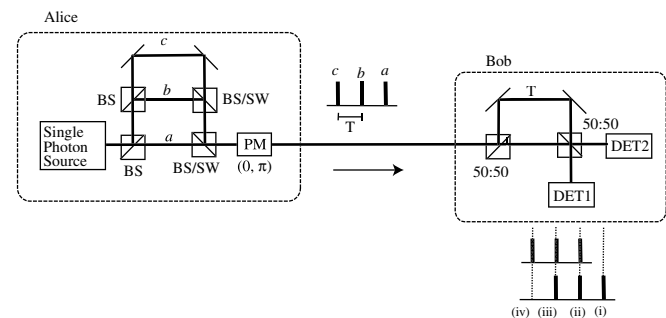 Alice
c
BS
b
BS/SW
Single
Photon
Source
a
BS
BS/SW
PM
(0, π)
c b a
T
Bob
T
50:50
50:50
DET2
DET1
(iv) (iii) (ii) (i)